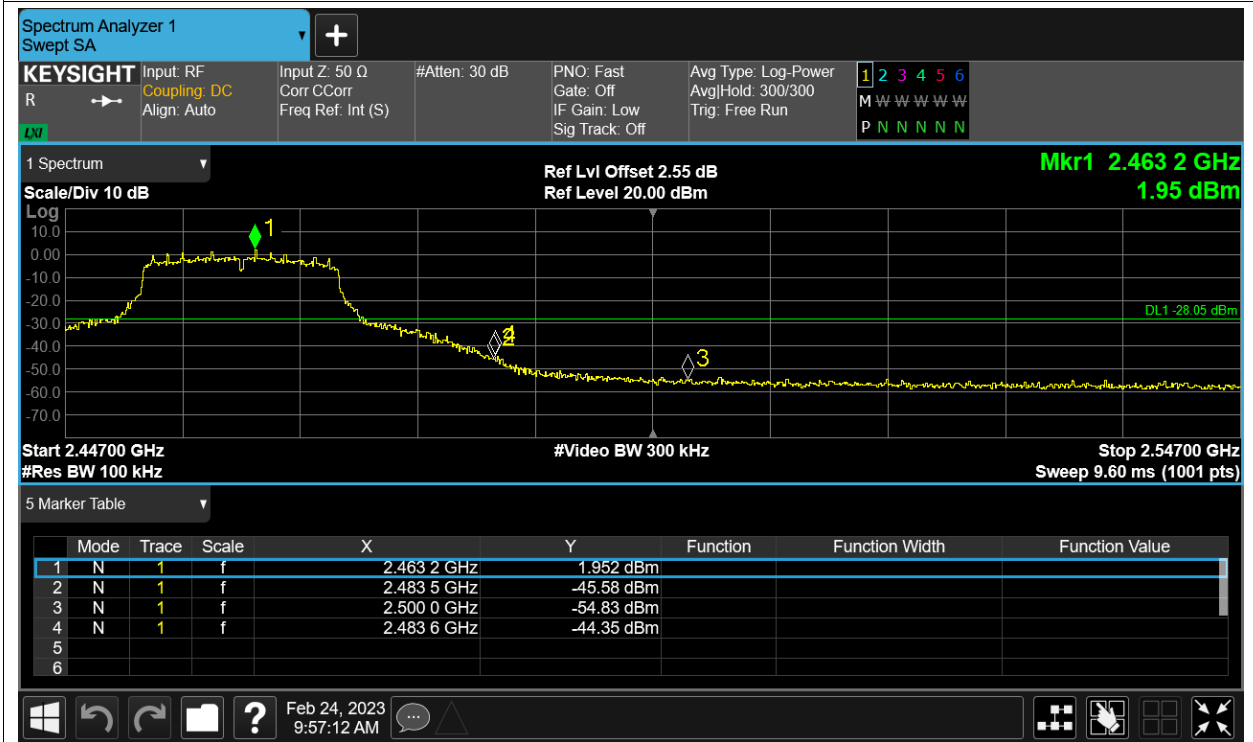 Spectrum Analyzer 1
Swept SA
+
KEYSIGHT Input: RF Input Z: 50 Ω #Atten: 30 dB PNO: Fast Avg Type: Log-Power 1 2 3 4 5 6
R Coupling: DC Corr CCorr Gate: Off Avg|Hold: 300/300 M W W W W W
Align: Auto Freq Ref: Int (S) IF Gain: Low Trig: Free Run
LXI Sig Track: Off P N N N N N
1 Spectrum Ref Lvl Offset 2.55 dB Mkr1 2.463 2 GHz
Scale/Div 10 dB Ref Level 20.00 dBm 1.95 dBm
Log
10.0
0.00
-10.0
-20.0
-30.0
-40.0
-50.0
-60.0
-70.0
1
DL1 -28.05 dBm
2 4
3
Start 2.44700 GHz #Video BW 300 kHz Stop 2.54700 GHz
#Res BW 100 kHz Sweep 9.60 ms (1001 pts)
5 Marker Table
Mode Trace Scale X Y Function Function Width Function Value
1 N 1 f 2.463 2 GHz 1.952 dBm
2 N 1 f 2.483 5 GHz -45.58 dBm
3 N 1 f 2.500 0 GHz -54.83 dBm
4 N 1 f 2.483 6 GHz -44.35 dBm
5
6
? Feb 24, 2023
9:57:12 AM